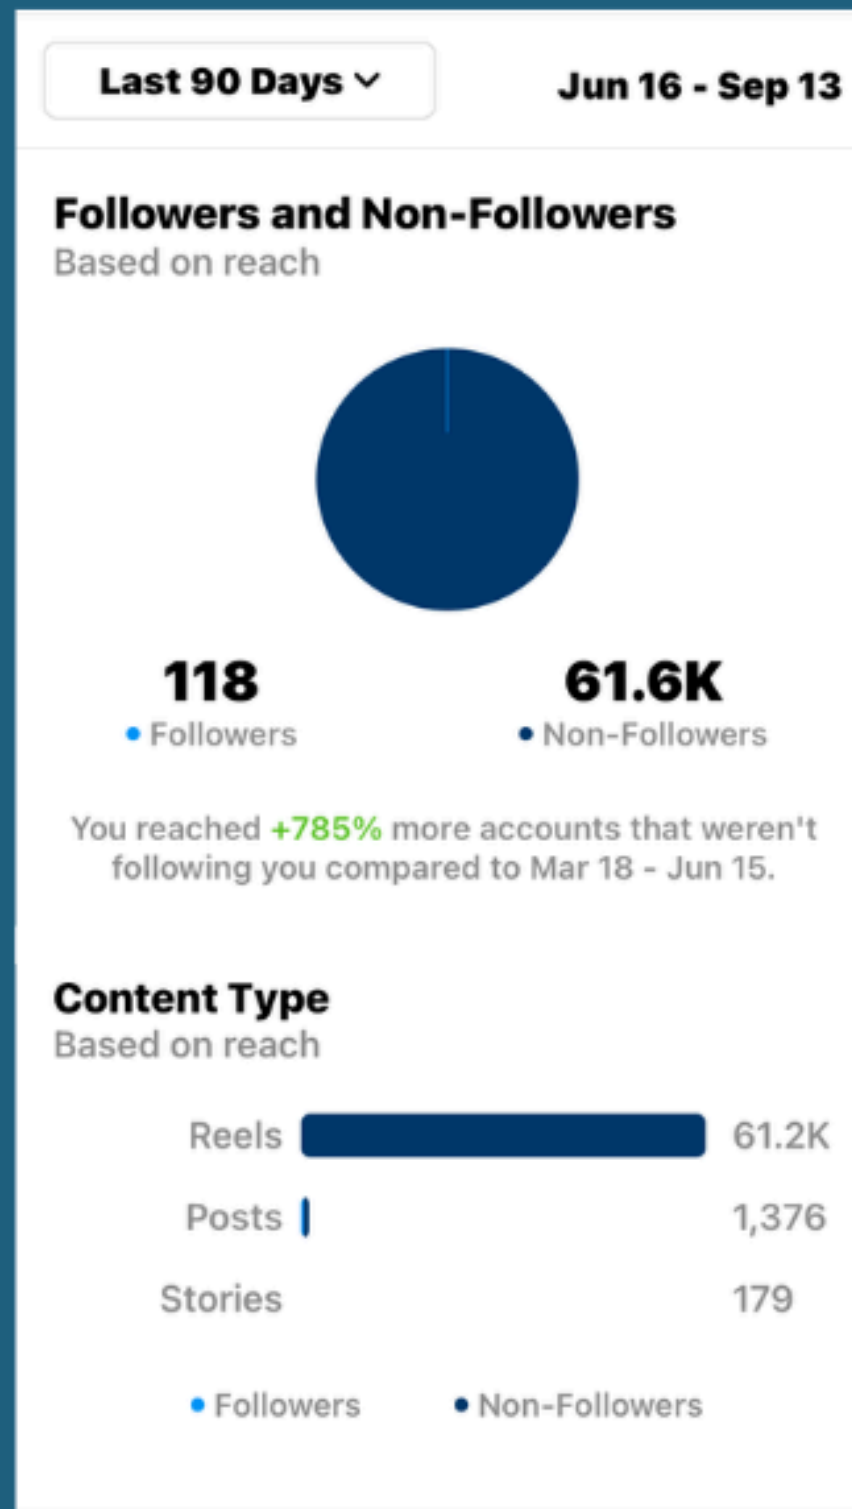 Last 90 Days
Jun 16 - Sep 13
Followers and Non-Followers
Based on reach
118
61.6K
Followers
Non-Followers
You reached +785% more accounts that weren't
following you compared to Mar 18 - Jun 15.
Content Type
Based on reach
Reels 61.2K
Posts 1,376
Stories 179
Followers
Non-Followers